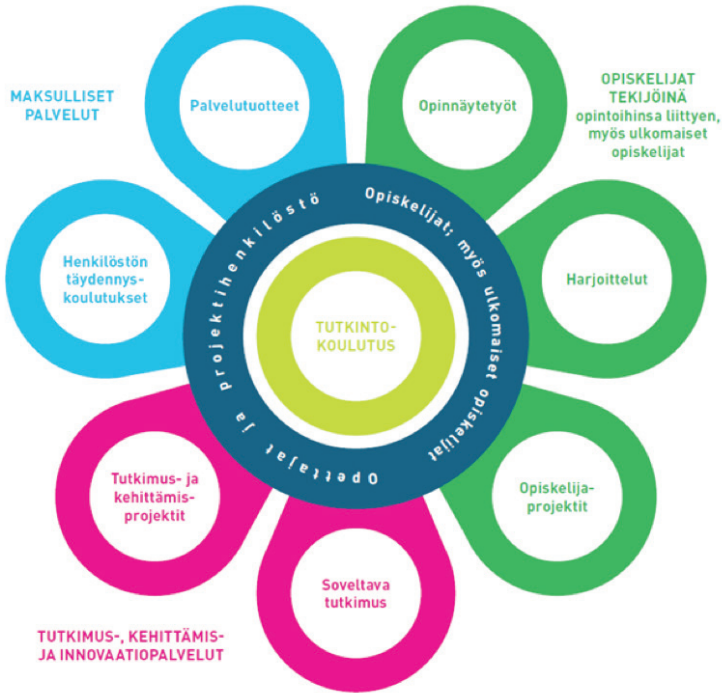 MAKSULLISET
PALVELUT
Palvelutuotteet
Opinnäytetyöt
OPISKELIJAT
TEKIJÖINÄ
opintoihinsa liittyen,
myös ulkomaiset
opiskelijat
Henkilöstön
täydennys-
koulutukset
Opettajat ja projektihenkilöstö
Opiskelijat; myös ulkomaiset opiskelijat
TUTKINTO-
KOULUTUS
Harjoittelut
Tutkimus- ja
kehittämis-
projektit
Opiskelija-
projektit
Soveltava
tutkimus
TUTKIMUS-, KEHITTÄMIS-
JA INNOVAATIOPALVELUT